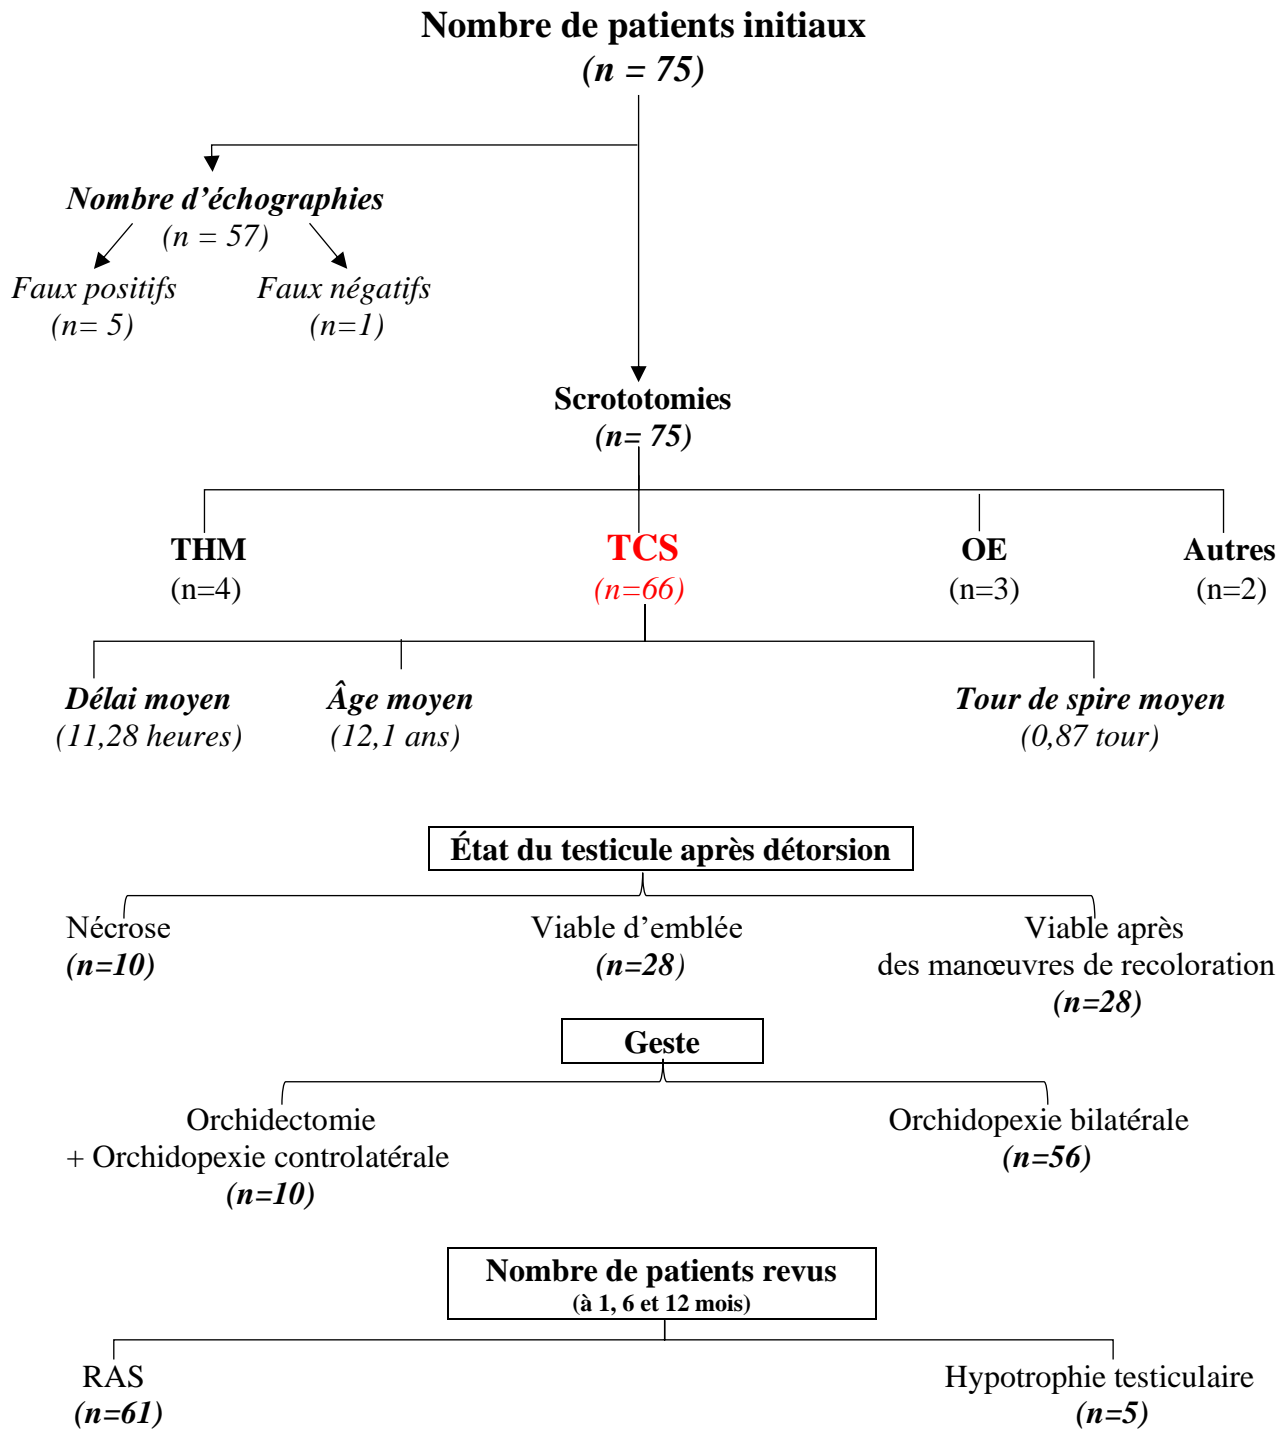 Nombre de patients initiaux
(n = 75)
Nombre d'échographies
(n = 57)
Faux positifs
(n= 5)
Faux négatifs
(n=1)
Scrototomies
(n= 75)
THM
(n=4)
TCS
(n=66)
OE
(n=3)
Autres
(n=2)
Délai moyen
(11,28 heures)
Âge moyen
(12,1 ans)
Tour de spire moyen
(0,87 tour)
État du testicule après détorsion
Nécrose
(n=10)
Viable d'emblée
(n=28)
Viable après
des manœuvres de recoloration
(n=28)
Geste
Orchidectomie
+ Orchidopexie controlatérale
(n=10)
Orchidopexie bilatérale
(n=56)
Nombre de patients revus
(à 1, 6 et 12 mois)
RAS
(n=61)
Hypotrophie testiculaire
(n=5)